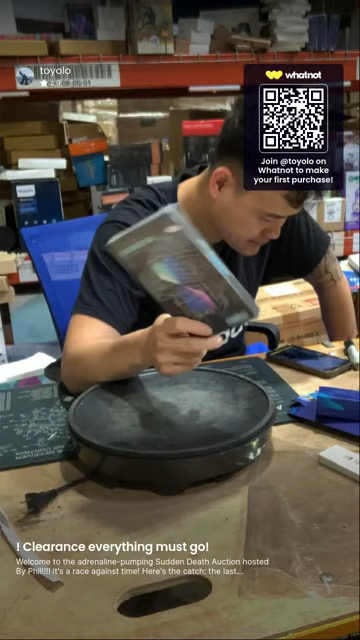 toyolo
whatnot
Join @toyolo on
Whatnot to make
your first purchase!
! Clearance everything must go!
Welcome to the adrenaline-pumping Sudden Death Auction hosted
By Phil!!!! It's a race against time! Here's the catch: the last...